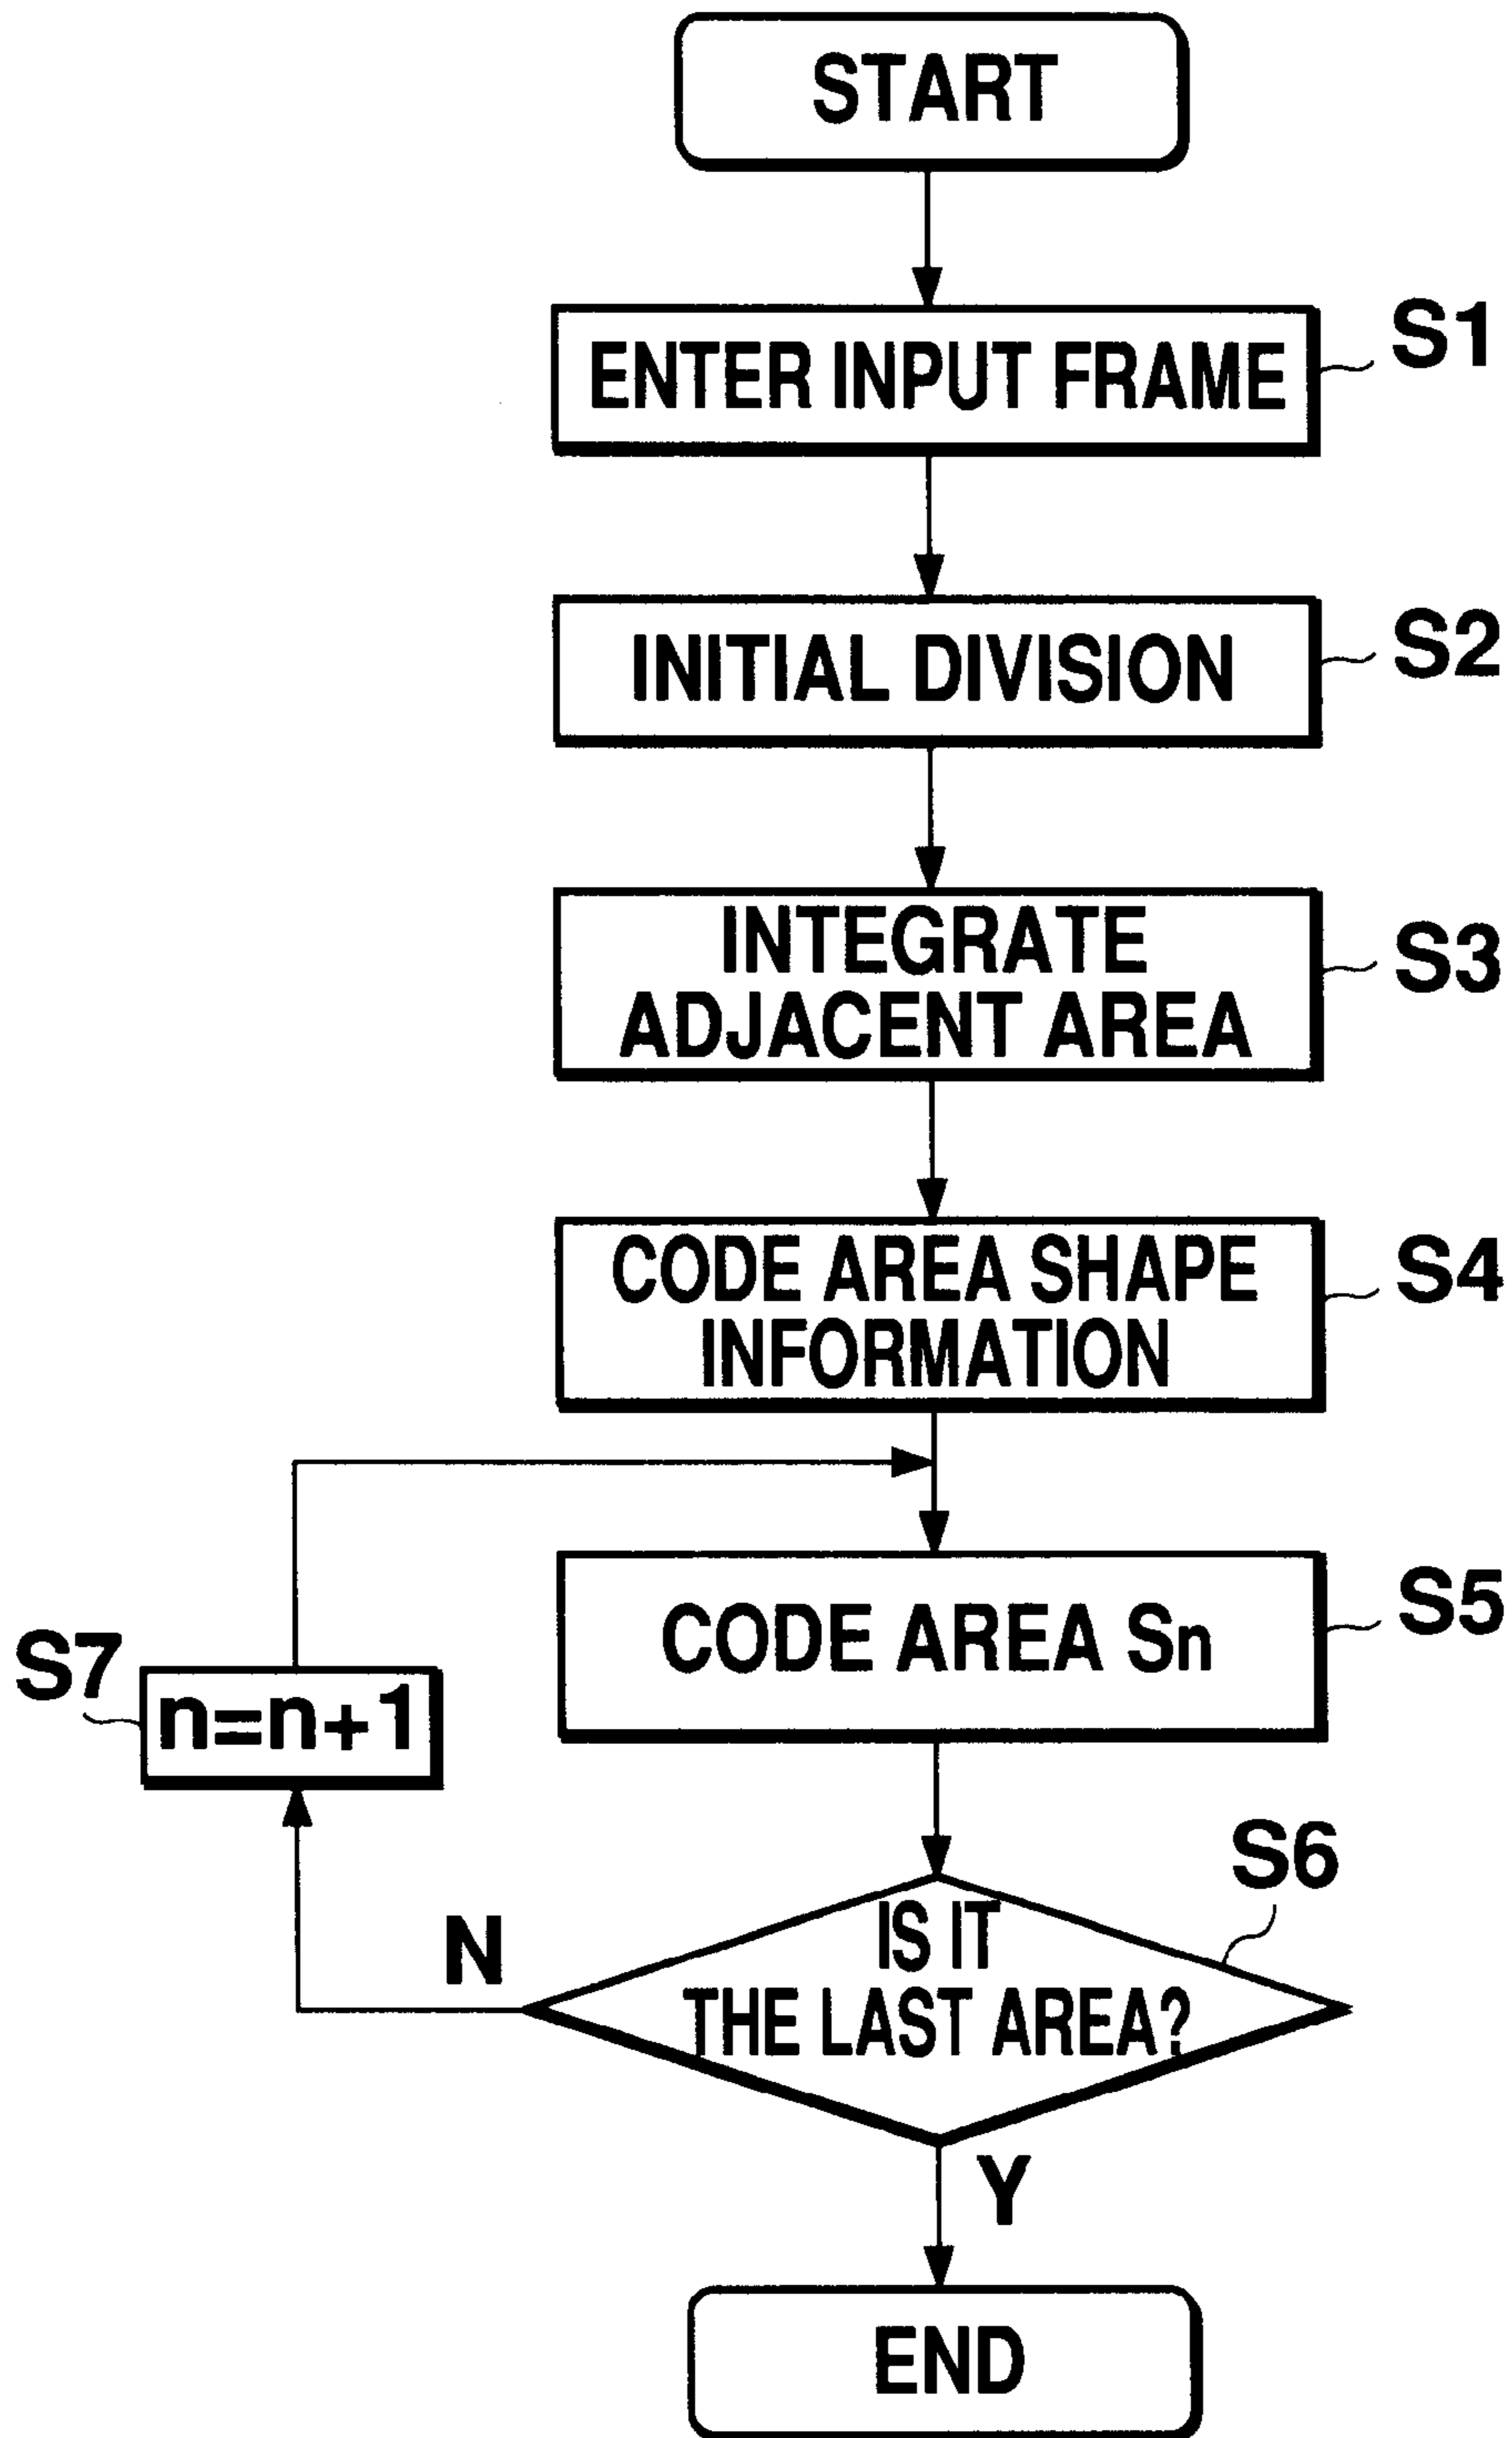 START
ENTER INPUT FRAME
S1
INITIAL DIVISION
S2
INTEGRATE
ADJACENT AREA
S3
CODE AREA SHAPE
INFORMATION
S4
CODE AREA Sn
S5
S7
n=n+1
S6
IS IT
THE LAST AREA?
N
Y
END